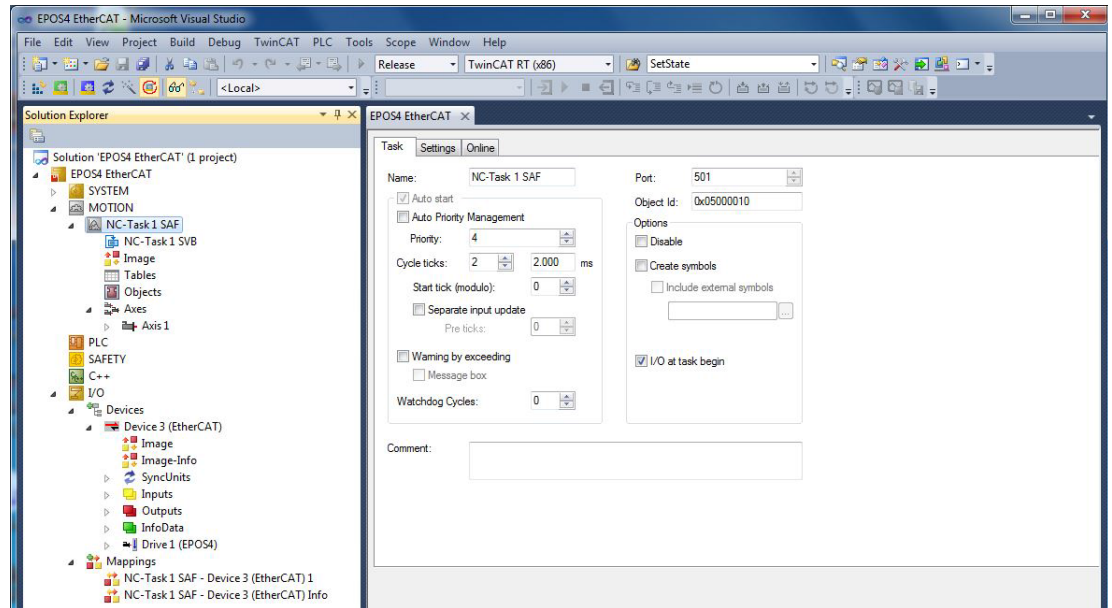 EPOS4 EtherCAT - Microsoft Visual Studio
File Edit View Project Build Debug TwinCAT PLC Tools Scope Window Help
Release TwinCAT RT (x86) SetState
<Local>
Solution Explorer
EPOS4 EtherCAT
Solution 'EPOS4 EtherCAT' (1 project)
EPOS4 EtherCAT
SYSTEM
MOTION
NC-Task 1 SAF
NC-Task 1 SVB
Image
Tables
Objects
Axes
Axis 1
PLC
SAFETY
C++
I/O
Devices
Device 3 (EtherCAT)
Image
Image-Info
SyncUnits
Inputs
Outputs
InfoData
Drive 1 (EPOS4)
Mappings
NC-Task 1 SAF - Device 3 (EtherCAT) 1
NC-Task 1 SAF - Device 3 (EtherCAT) Info
Task Settings Online
Name: NC-Task 1 SAF
Auto start
Auto Priority Management
Priority: 4
Cycle ticks: 2 2.000 ms
Start tick (modulo): 0
Separate input update
Pre ticks: 0
Warning by exceeding
Message box
Watchdog Cycles: 0
Port: 501
Object Id: 0x05000010
Options
Disable
Create symbols
Include external symbols
...
I/O at task begin
Comment: